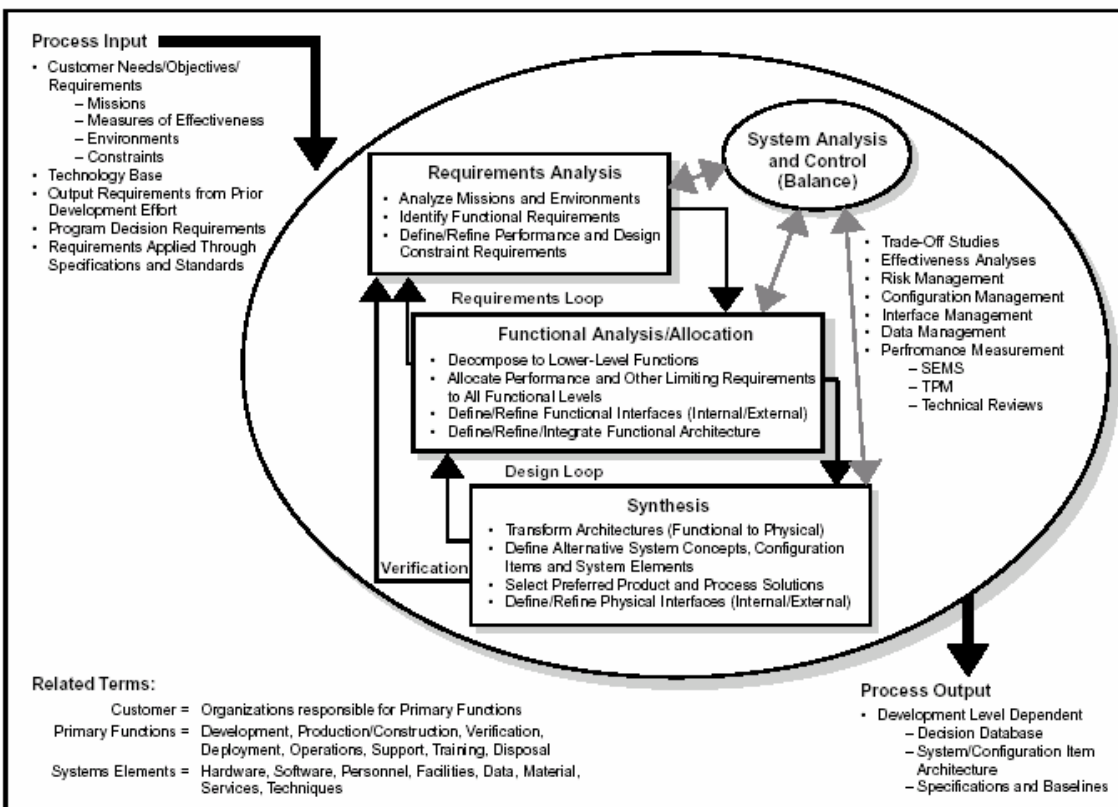 Process Input
• Customer Needs/Objectives/
Requirements
– Missions
– Measures of Effectiveness
– Environments
– Constraints
• Technology Base
• Output Requirements from Prior
Development Effort
• Program Decision Requirements
• Requirements Applied Through
Specifications and Standards
System Analysis
and Control
(Balance)
Requirements Analysis
• Analyze Missions and Environments
• Identify Functional Requirements
• Define/Refine Performance and Design
Constraint Requirements
• Trade-Off Studies
• Effectiveness Analyses
• Risk Management
• Configuration Management
• Interface Management
• Data Management
• Perfromance Measurement
– SEMS
– TPM
– Technical Reviews
Requirements Loop
Functional Analysis/Allocation
• Decompose to Lower-Level Functions
• Allocate Performance and Other Limiting Requirements
to All Functional Levels
• Define/Refine Functional Interfaces (Internal/External)
• Define/Refine/Integrate Functional Architecture
Design Loop
Synthesis
• Transform Architectures (Functional to Physical)
• Define Alternative System Concepts, Configuration
Items and System Elements
• Select Preferred Product and Process Solutions
• Define/Refine Physical Interfaces (Internal/External)
Verification
Related Terms:
Customer = Organizations responsible for Primary Functions
Primary Functions = Development, Production/Construction, Verification,
Deployment, Operations, Support, Training, Disposal
Systems Elements = Hardware, Software, Personnel, Facilities, Data, Material,
Services, Techniques
Process Output
• Development Level Dependent
– Decision Database
– System/Configuration Item
Architecture
– Specifications and Baselines